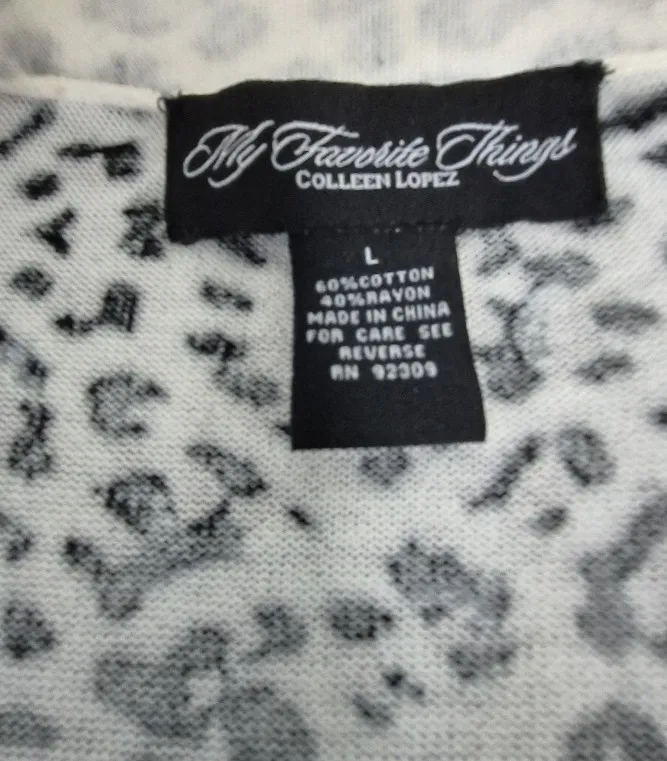 My Favorite Things
COLLEEN LOPEZ
L
60%COTTON
40%RAYON
MADE IN CHINA
FOR CARE SEE
REVERSE
RN 92309